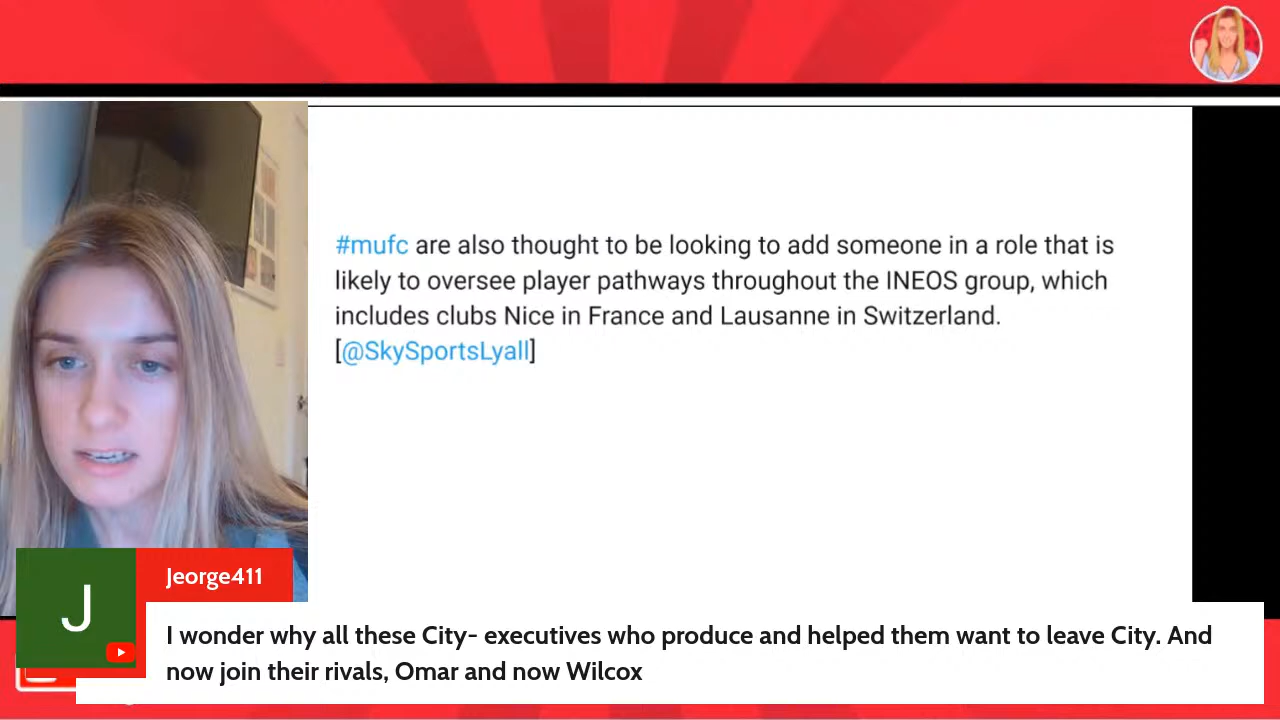 #mufc are also thought to be looking to add someone in a role that is
likely to oversee player pathways throughout the INEOS group, which
includes clubs Nice in France and Lausanne in Switzerland.
[@SkySportsLyall]
J
Jeorge411
I wonder why all these City- executives who produce and helped them want to leave City. And
now join their rivals, Omar and now Wilcox